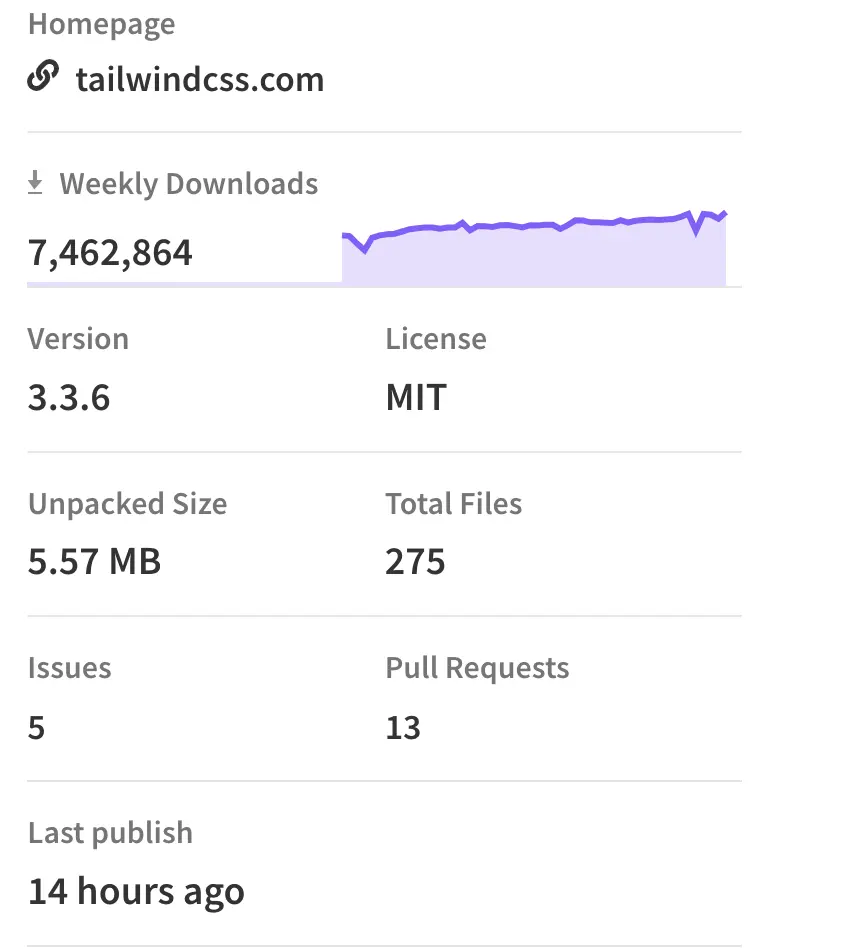 Homepage
tailwindcss.com
Weekly Downloads
7,462,864
Version
License
3.3.6
MIT
Unpacked Size
Total Files
5.57 MB
275
Issues
Pull Requests
5
13
Last publish
14 hours ago